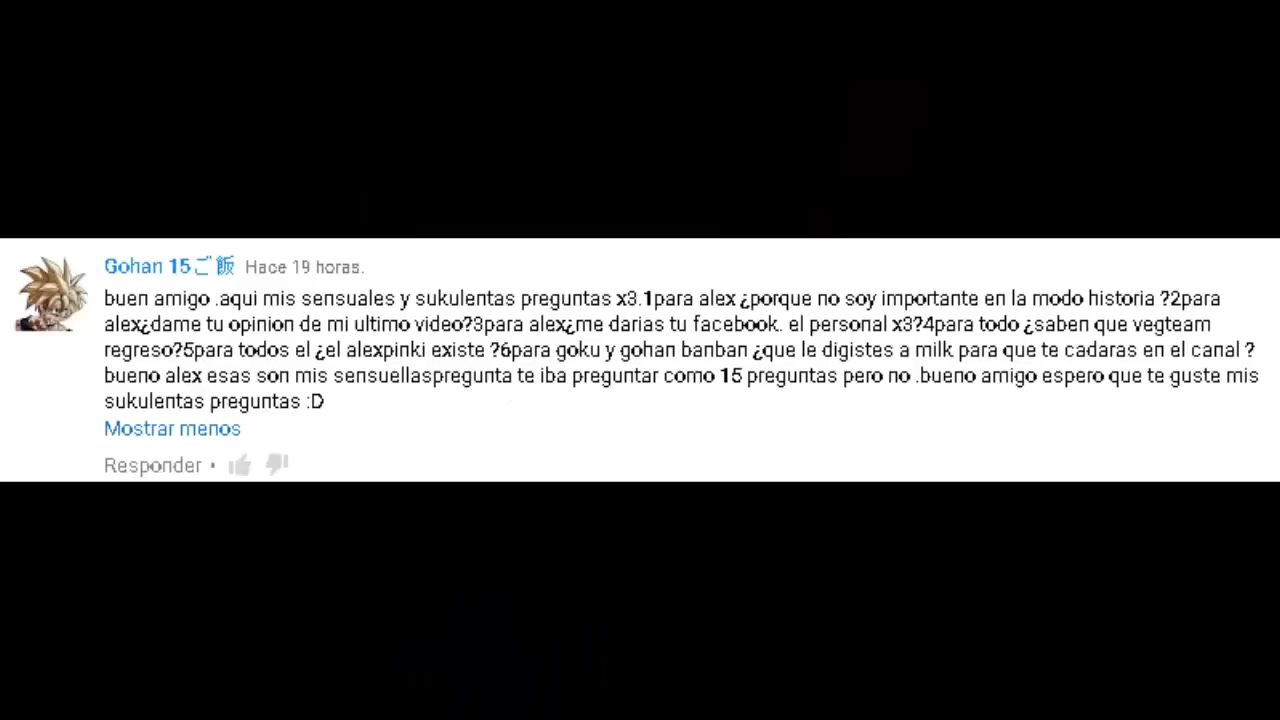 Gohan 15ご飯 Hace 19 horas.
buen amigo .aqui mis sensuales y sukulentas preguntas x3.1para alex ¿porque no soy importante en la modo historia ?2para
alex¿dame tu opinion de mi ultimo video?3para alex¿me darias tu facebook. el personal x3?4para todo ¿saben que vegteam
regreso?5para todos el ¿el alexpinki existe ?6para goku y gohan banban ¿que le digistes a milk para que te cadaras en el canal ?
bueno alex esas son mis sensuellaspregunta te iba preguntar como 15 preguntas pero no .bueno amigo espero que te guste mis
sukulentas preguntas :D
Mostrar menos
Responder •